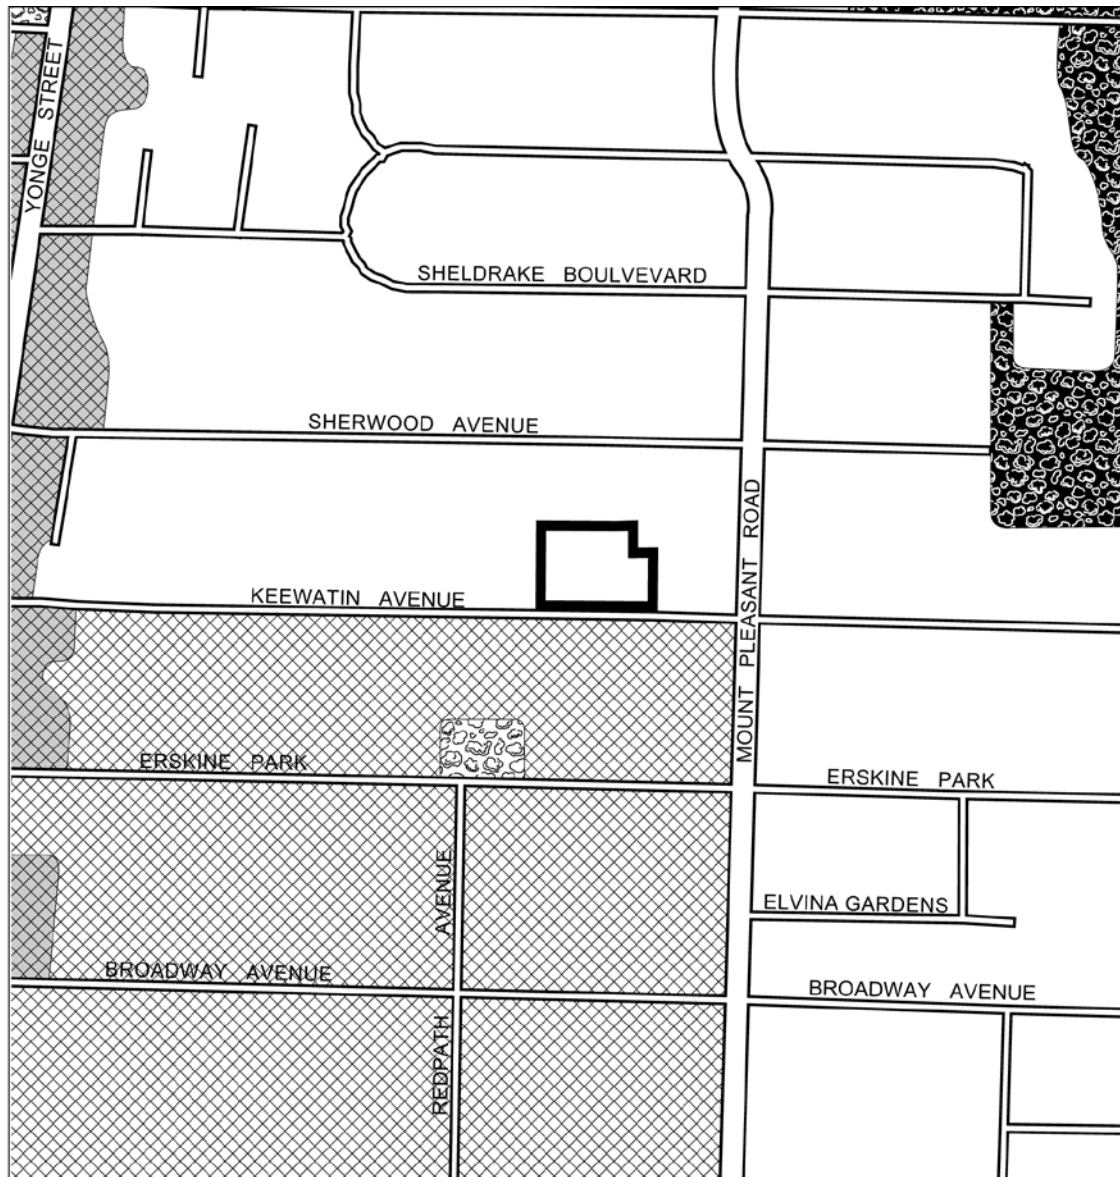 YONGE STREET
SHELDRAKE BOULVEVARD
SHERWOOD AVENUE
MOUNT PLEASANT ROAD
KEEWATIN AVENUE
ERSKINE PARK
ERSKINE PARK
REDPATH AVENUE
ELVINA GARDENS
BROADWAY AVENUE
BROADWAY AVENUE